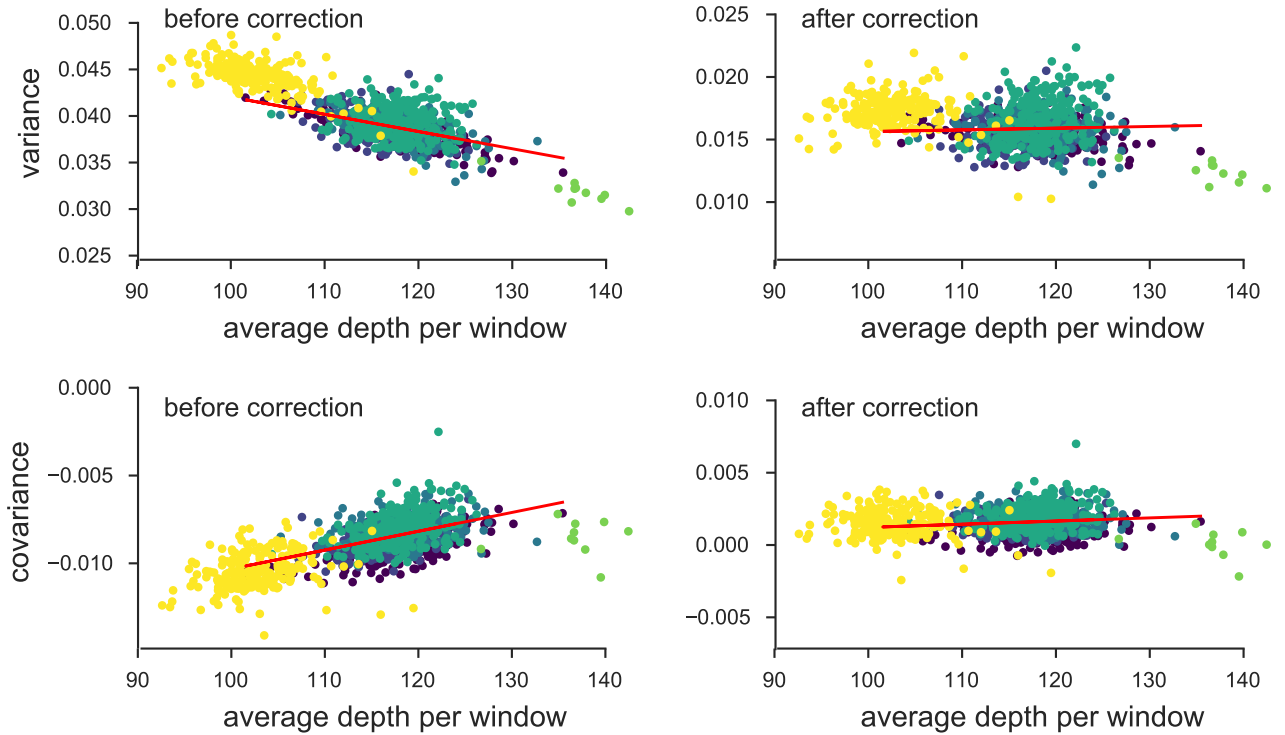 before correction
variance
0.050
0.045
0.040
0.035
0.030
0.025
90 100 110 120 130 140
average depth per window
after correction
0.025
0.020
0.015
0.010
90 100 110 120 130 140
average depth per window
before correction
covariance
0.000
−0.005
−0.010
90 100 110 120 130 140
average depth per window
after correction
0.010
0.005
0.000
−0.005
90 100 110 120 130 140
average depth per window